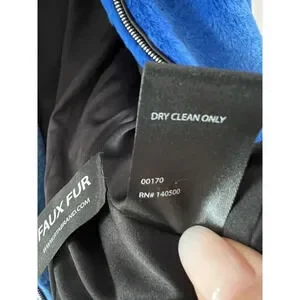 DRY CLEAN ONLY
00170
RN# 140500
FAUX FUR